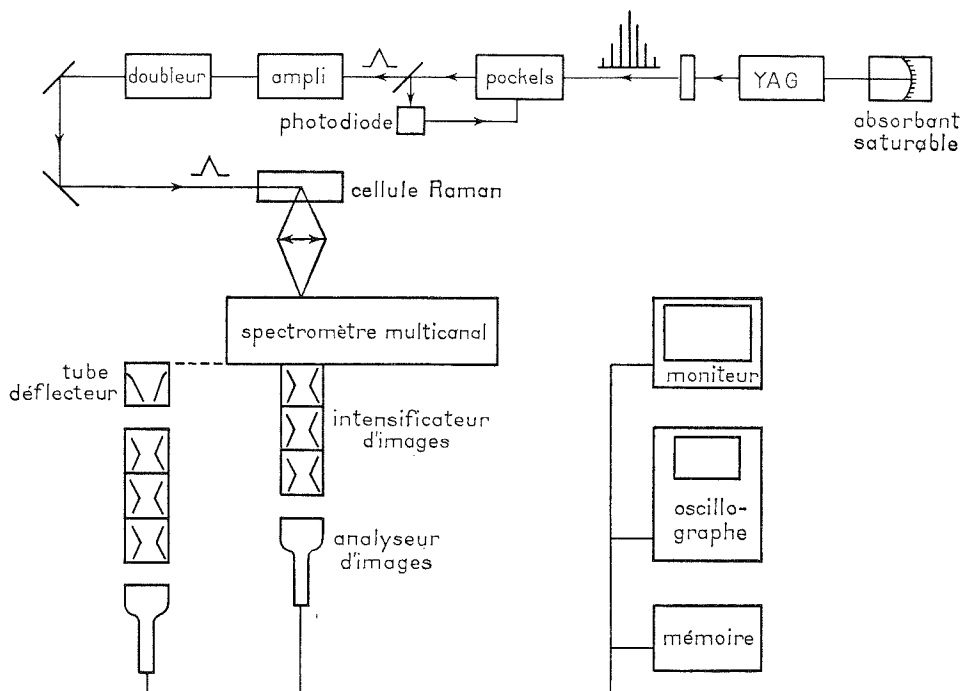 doubleur
ampli
pockels
YAG
photodiode
absorbant
saturable
cellule Raman
spectromètre multicanal
tube
déflecteur
intensificateur
d'images
analyseur
d'images
moniteur
oscillo-
graphe
mémoire